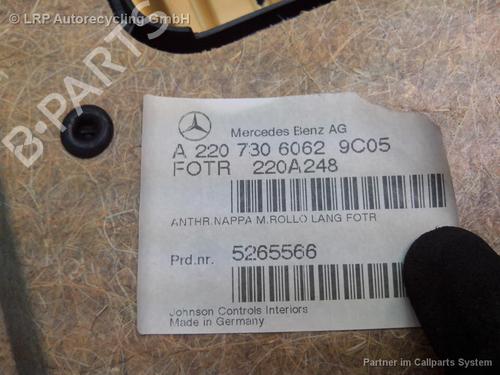 © LRP Autorecycling GmbH
Mercedes Benz AG
A 220 730 6062 9C05
FOTR 220A248
ANTHR.NAPPA M.ROLLO LANG FOTR
Prd.nr. 5265566
Johnson Controls Interiors
Made in Germany
Partner im Callparts System